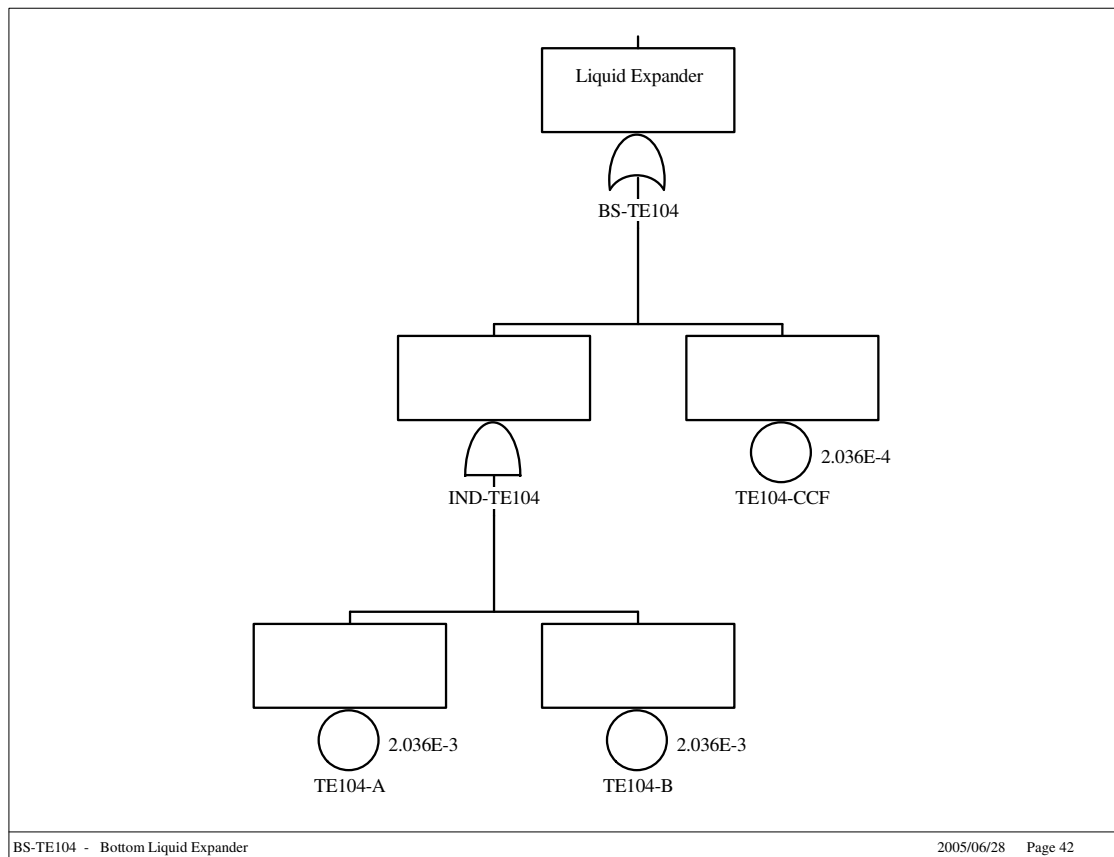 Liquid Expander
BS-TE104
2.036E-4
IND-TE104
TE104-CCF
2.036E-3
2.036E-3
TE104-A
TE104-B
BS-TE104 - Bottom Liquid Expander
2005/06/28 Page 42